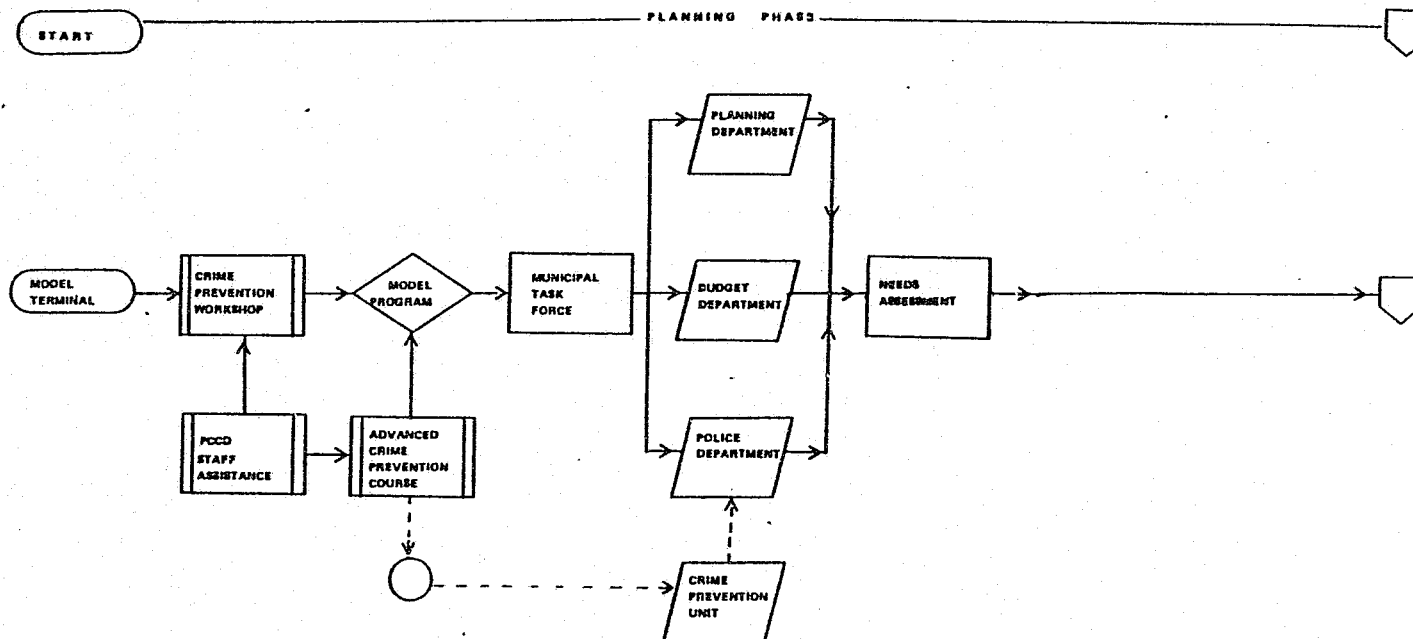 START
PLANNING PHASE
PLANNING
DEPARTMENT
MODEL
TERMINAL
CRIME
PREVENTION
WORKSHOP
MODEL
PROGRAM
MUNICIPAL
TASK
FORCE
BUDGET
DEPARTMENT
NEEDS
ASSESSMENT
PCCD
STAFF
ASSISTANCE
ADVANCED
CRIME
PREVENTION
COURSE
POLICE
DEPARTMENT
CRIME
PREVENTION
UNIT